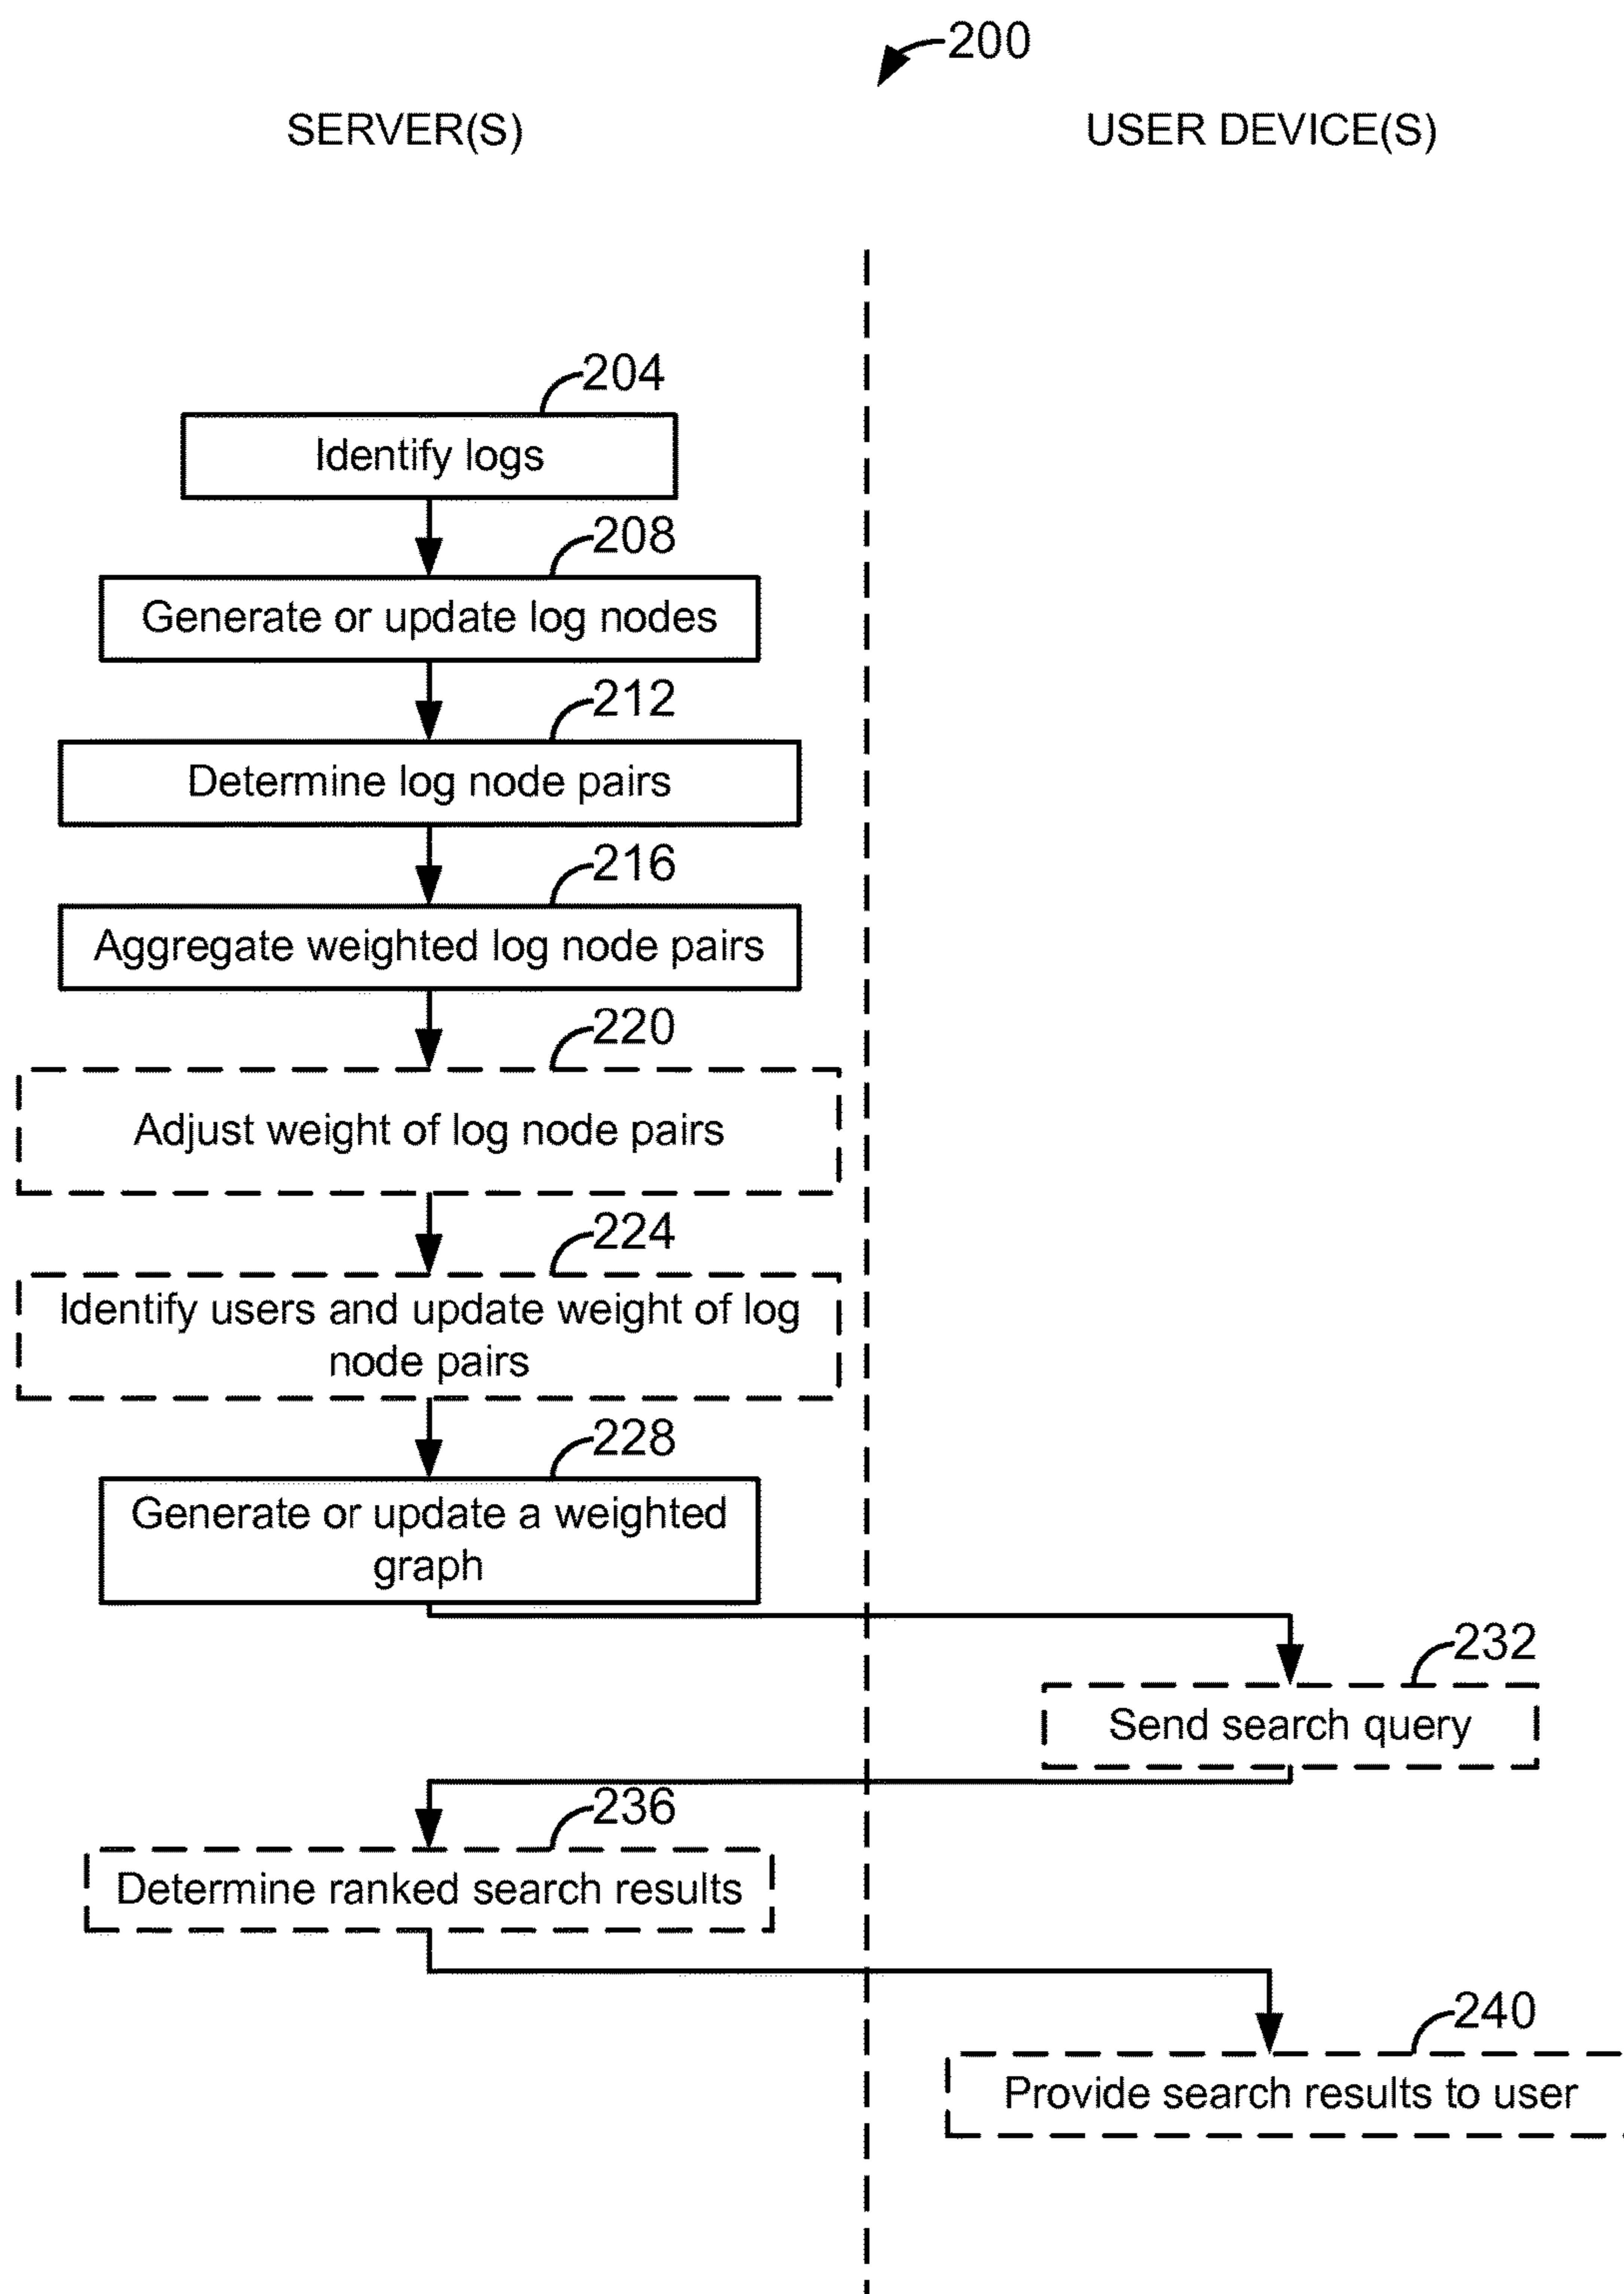 200
SERVER(S)
USER DEVICE(S)
204
Identify logs
208
Generate or update log nodes
212
Determine log node pairs
216
Aggregate weighted log node pairs
220
Adjust weight of log node pairs
224
Identify users and update weight of log
node pairs
228
Generate or update a weighted
graph
232
Send search query
236
Determine ranked search results
240
Provide search results to user